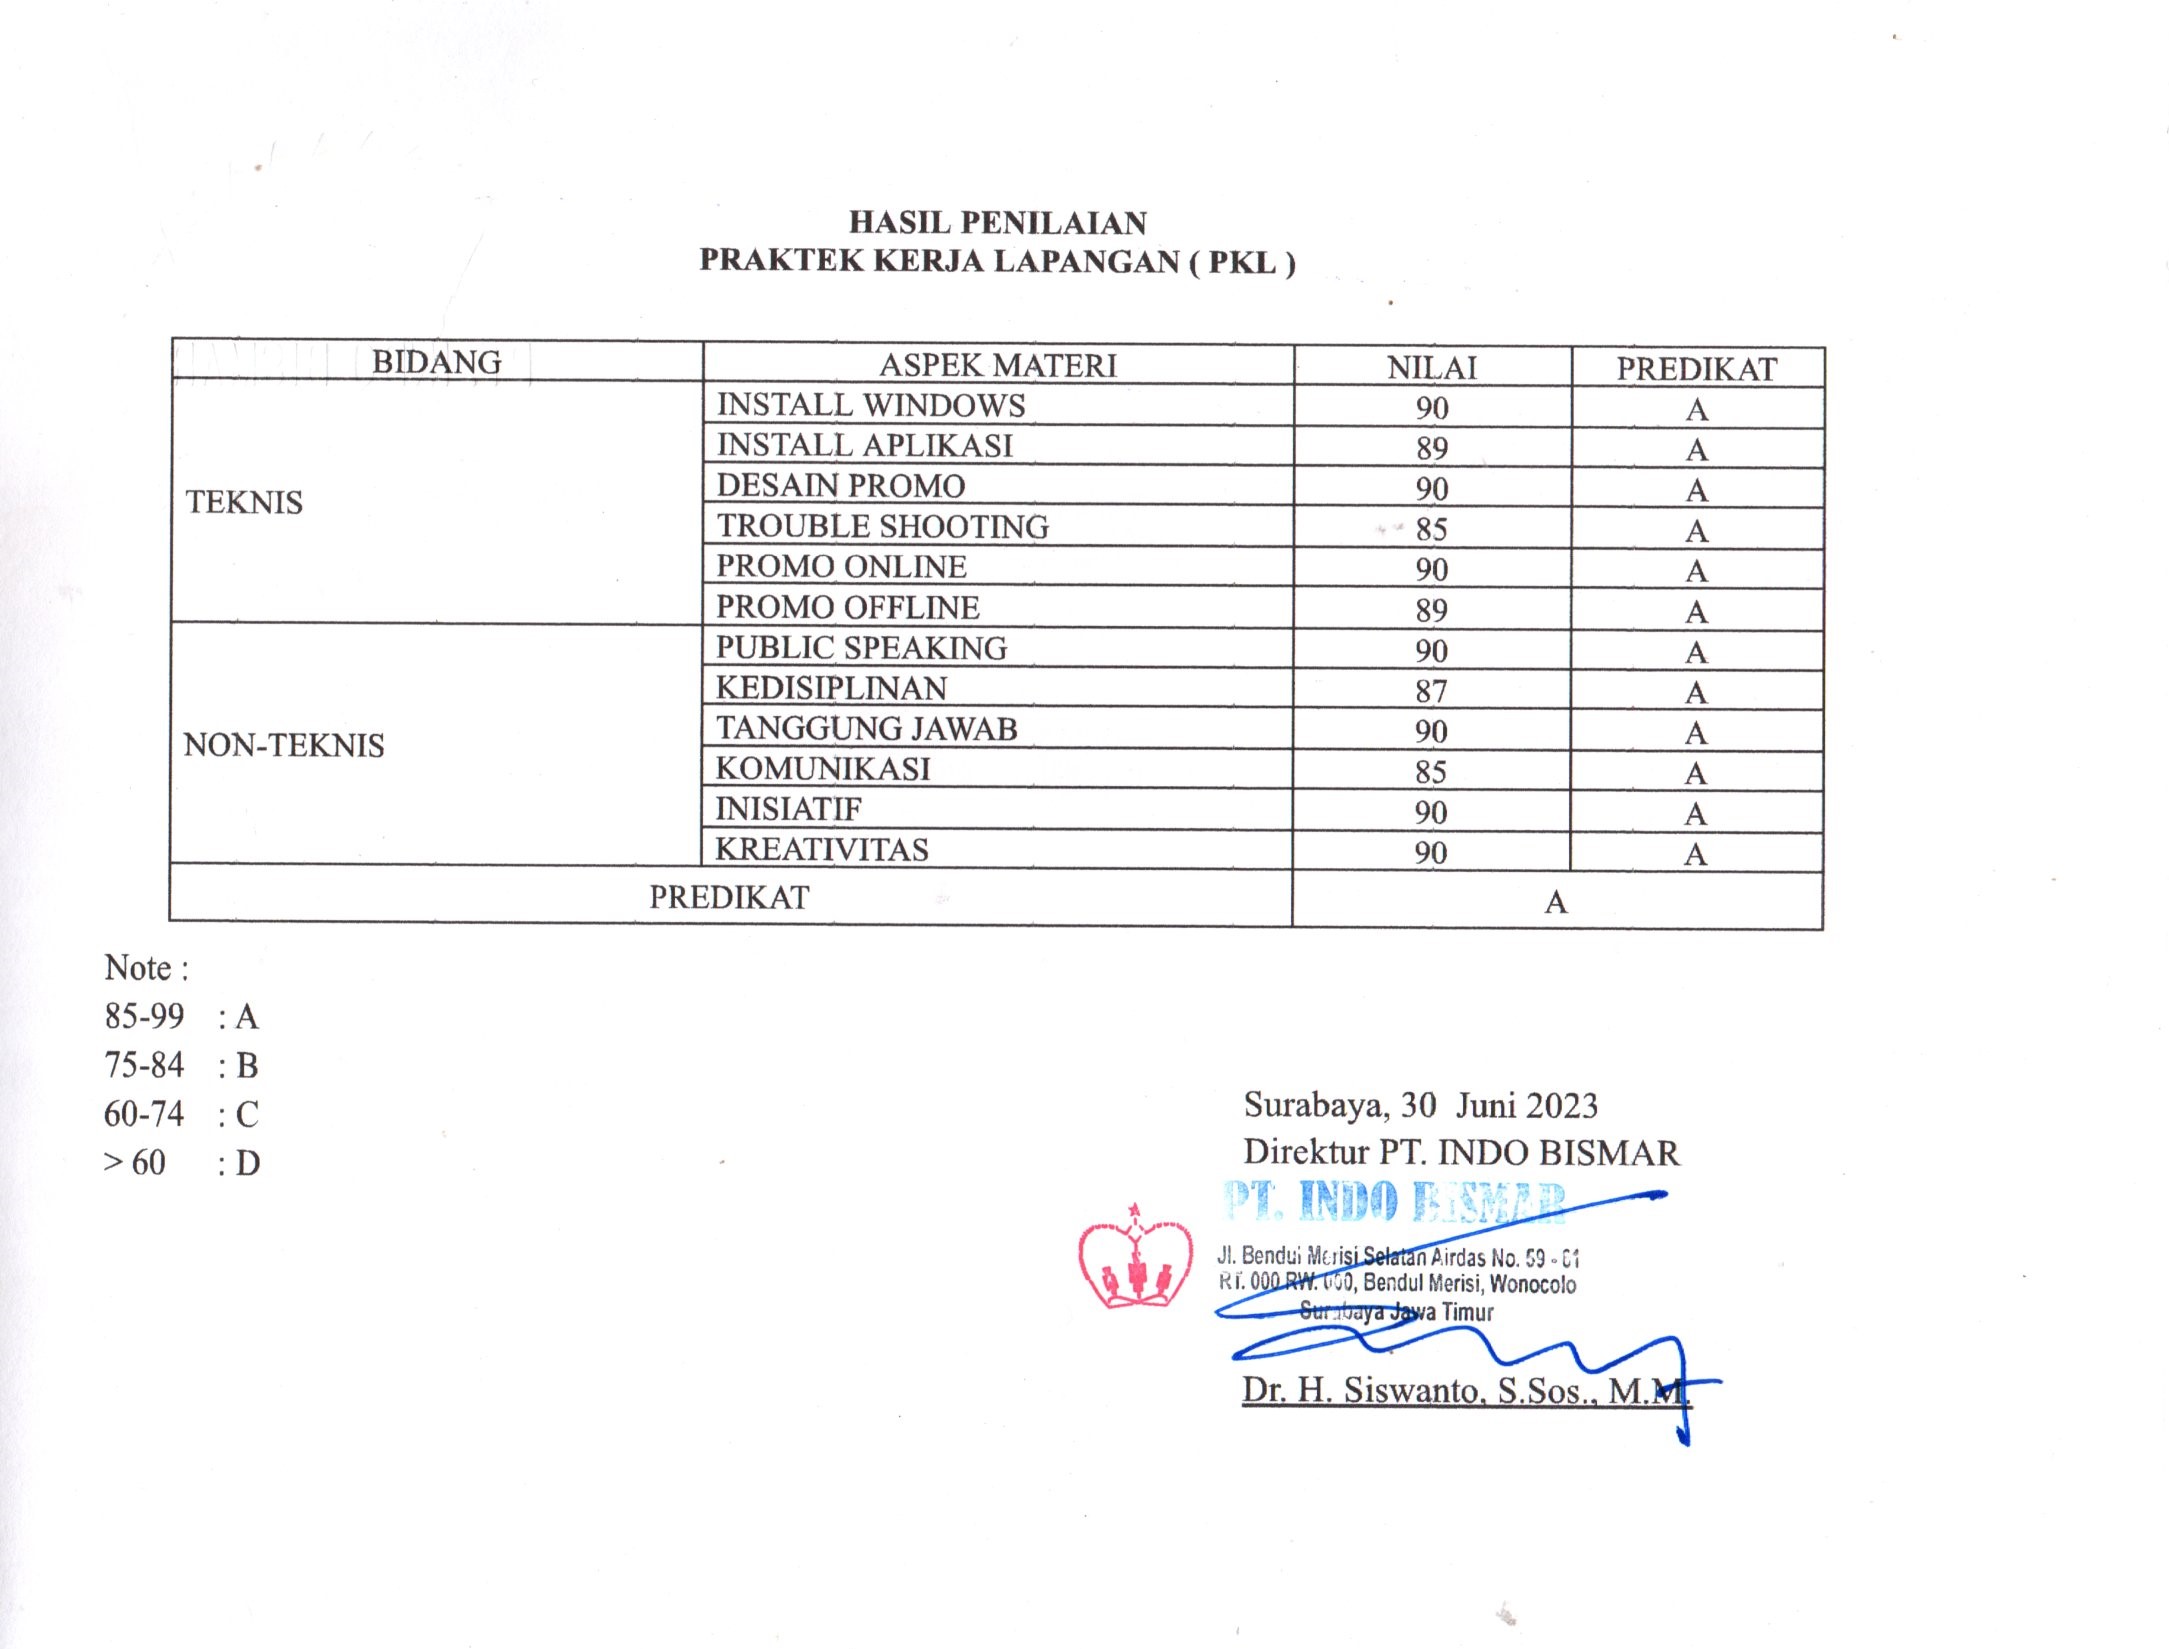 HASIL PENILAIAN
PRAKTEK KERJA LAPANGAN ( PKL )
BIDANG ASPEK MATERI NILAI PREDIKAT
TEKNIS
INSTALL WINDOWS 90 A
INSTALL APLIKASI 89 A
DESAIN PROMO 90 A
TROUBLE SHOOTING 85 A
PROMO ONLINE 90 A
PROMO OFFLINE 89 A
NON-TEKNIS
PUBLIC SPEAKING 90 A
KEDISIPLINAN 87 A
TANGGUNG JAWAB 90 A
KOMUNIKASI 85 A
INISIATIF 90 A
KREATIVITAS 90 A
PREDIKAT A
Note :
85-99 : A
75-84 : B
60-74 : C
> 60 : D
Surabaya, 30 Juni 2023
Direktur PT. INDO BISMAR
PT. INDO BISMAR
Jl. Bendul Merisi Selatan Airdas No. 59 - 61
RT. 000 RW. 000, Bendul Merisi, Wonocolo
Surabaya Jawa Timur
Dr. H. Siswanto, S.Sos., M.M.